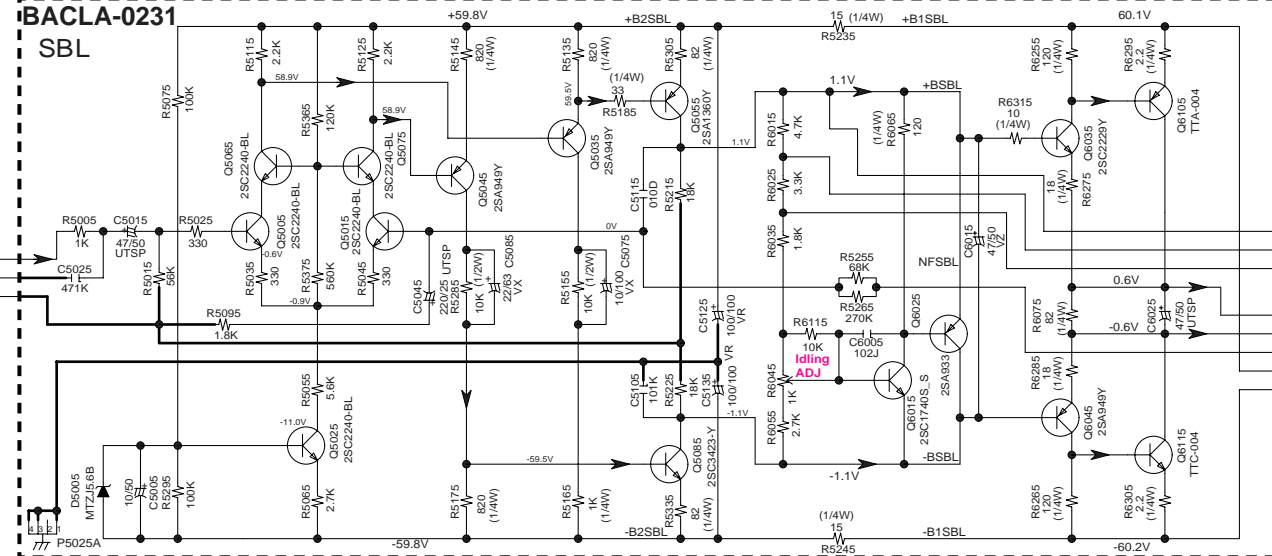 BACLA-0231
SBL
+59.8V
+B2SBL
15
(1/4W)
R5235
+B1SBL
60.1V
R5075
100K
R5115
2.2K
R5125
2.2K
R5145
820
(1/4W)
R5135
820
(1/4W)
R5305
82
(1/4W)
R6255
120
(1/4W)
R6295
2.2
(1/4W)
58.9V
58.9V
59.5V
(1/4W)
33
R5185
Q5055
2SA1360Y
R5365
120K
Q5075
Q5065
2SC2240-BL
2SC2240-BL
Q5045
2SA949Y
Q5035
2SA949Y
1.1V
1.1V
+BSBL
R6015
4.7K
(1/4W)
R6065
120
R6315
10
(1/4W)
Q6035
2SC2229Y
Q6105
TTA-004
R5005
1K
C5015
47/50
UTSP
R5025
330
Q5005
2SC2240-BL
Q5015
2SC2240-BL
C5115
010D
R5215
18K
R6025
3.3K
R6035
1.8K
18
(1/4W)
R6275
0V
-0.6V
C5025
471K
R5015
56K
R5035
330
R5375
560K
R5045
330
-0.9V
C5045
220/25 UTSP
R5285
10K (1/2W)
22/63 C5085
VX
R5155
10K (1/2W)
10/100 C5075
VX
R5255
68K
R5265
270K
NFSBL
C6015
47/50
VZ
0.6V
-0.6V
R6075
82
(1/4W)
C6025
47/50
UTSP
R5095
1.8K
C5125
100/100
VR
R6115
10K
C6005
102J
Q6025
2SA933
Idling
ADJ
R6045
1K
R6055
2.7K
Q6015
2SC1740S_S
R6285
18
(1/4W)
Q6045
2SA949Y
R5055
5.6K
Q5025
2SC2240-BL
-11.0V
C5105
101K
R5225
18K
C5135
100/100
VR
-1.1V
D5005
MTZJ5.6B
10/50
C5005
R5295
100K
R5065
2.7K
-59.5V
R5175
820
(1/4W)
R5165
1K
(1/4W)
Q5085
2SC3423-Y
R5335
82
(1/4W)
-1.1V
-BSBL
Q6115
TTC-004
R6265
120
(1/4W)
R6305
2.2
(1/4W)
4 3 2 1
P5025A
-59.8V
-B2SBL
(1/4W)
15
R5245
-B1SBL
-60.2V